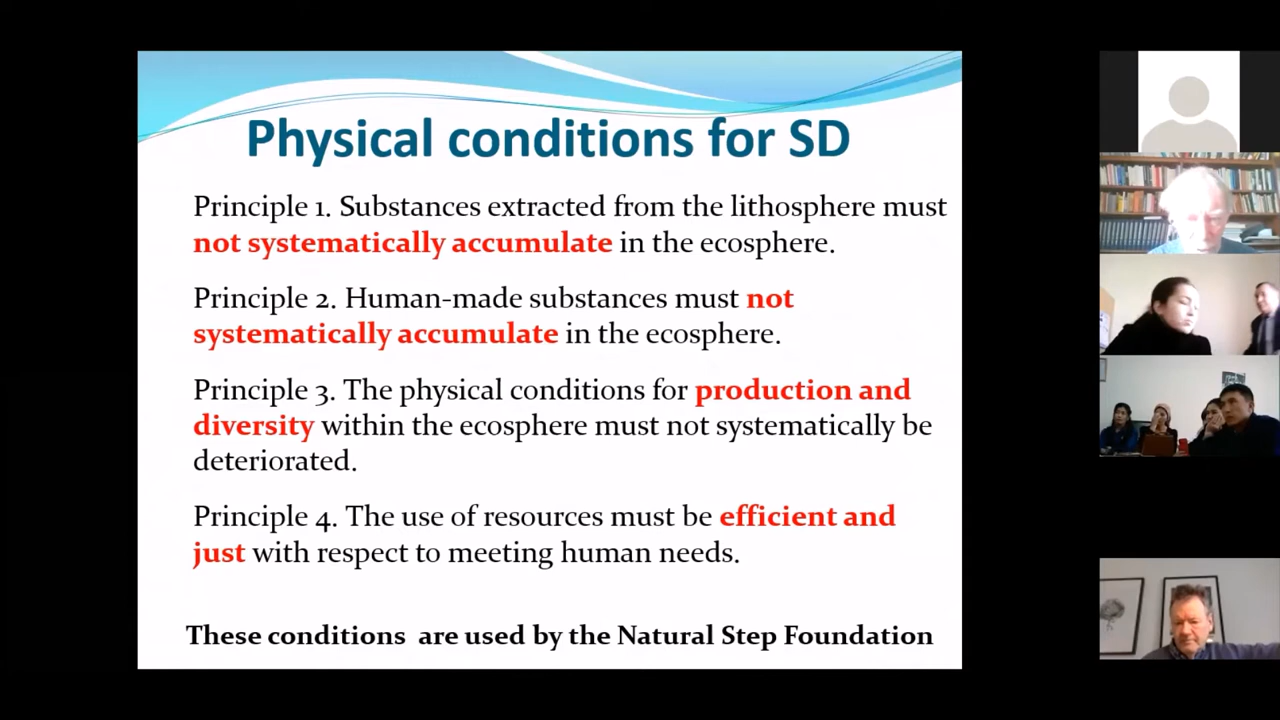 Physical conditions for SD
Principle 1. Substances extracted from the lithosphere must
not systematically accumulate in the ecosphere.
Principle 2. Human-made substances must not
systematically accumulate in the ecosphere.
Principle 3. The physical conditions for production and
diversity within the ecosphere must not systematically be
deteriorated.
Principle 4. The use of resources must be efficient and
just with respect to meeting human needs.
These conditions are used by the Natural Step Foundation